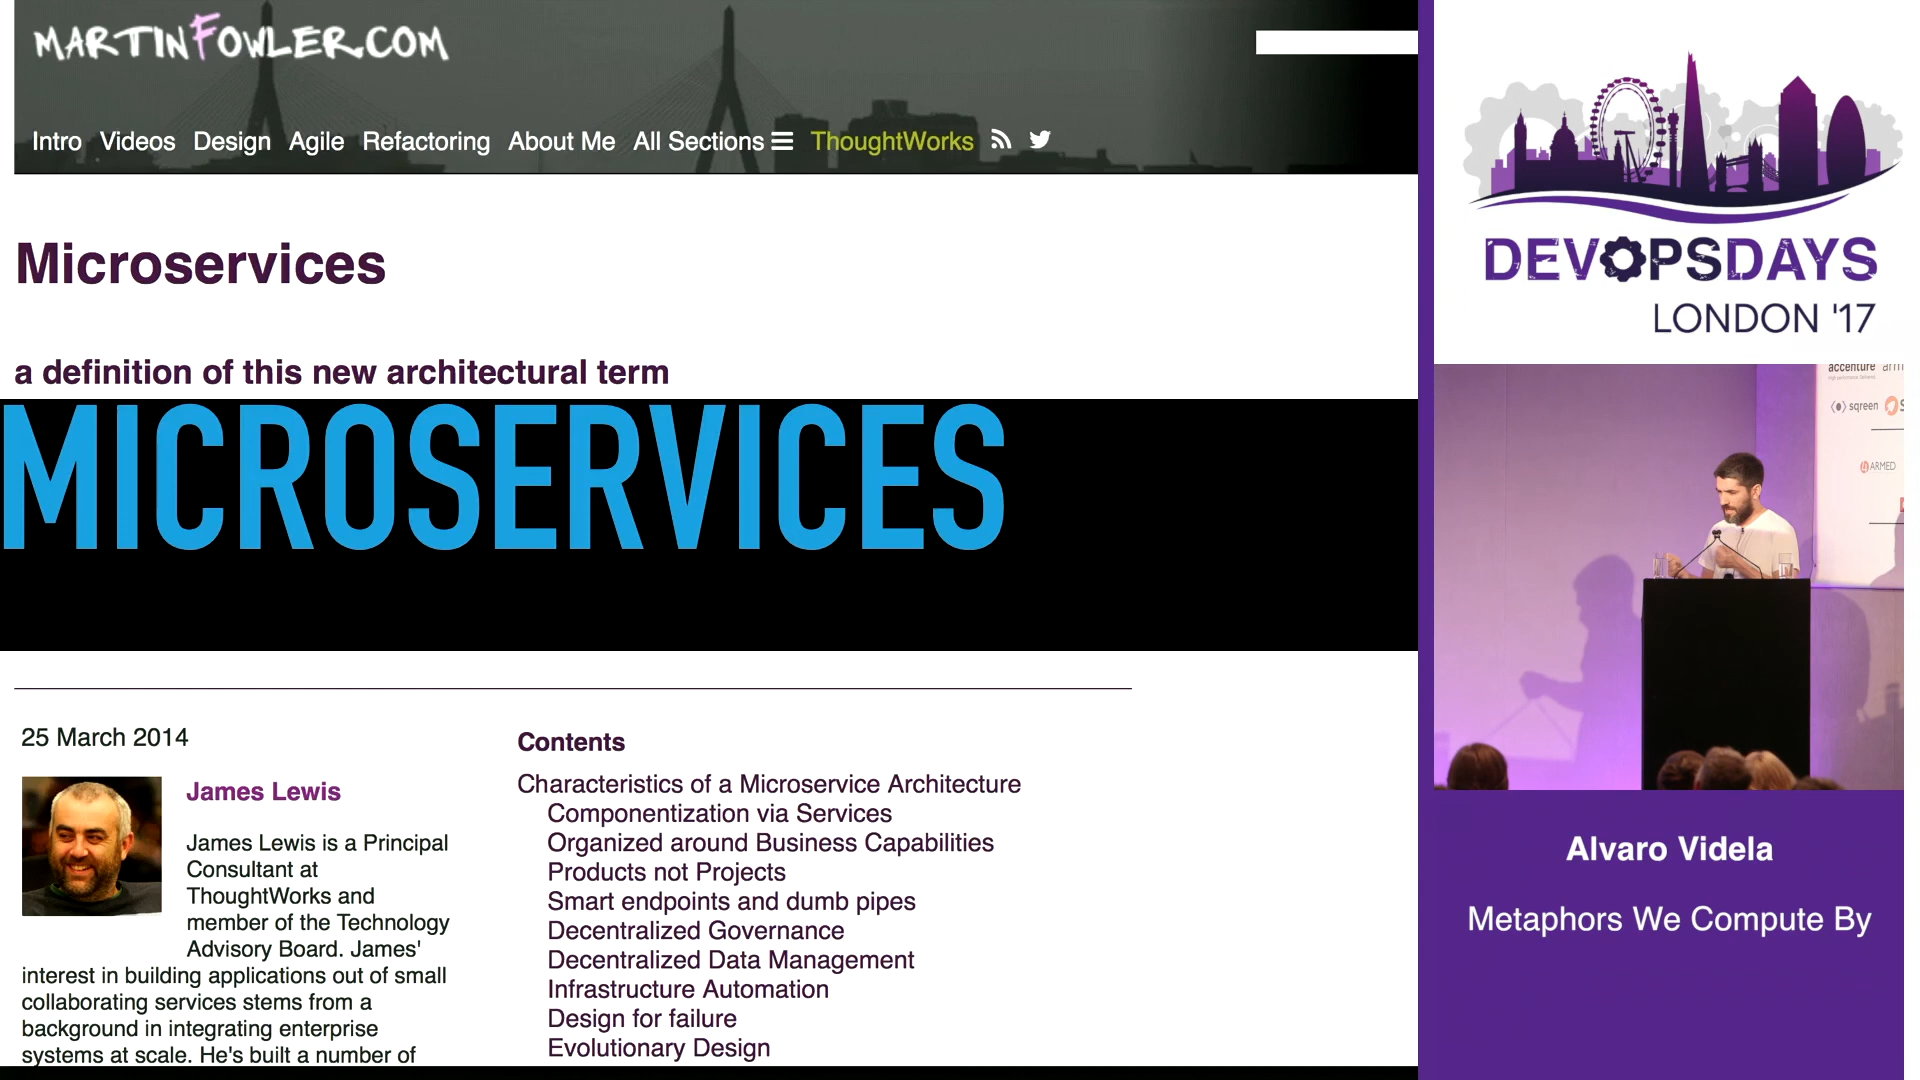 MARTINFOWLER.COM
Intro Videos Design Agile Refactoring About Me All Sections ThoughtWorks
Microservices
a definition of this new architectural term
MICROSERVICES
25 March 2014
James Lewis
James Lewis is a Principal
Consultant at
ThoughtWorks and
member of the Technology
Advisory Board. James'
interest in building applications out of small
collaborating services stems from a
background in integrating enterprise
systems at scale. He's built a number of
Contents
Characteristics of a Microservice Architecture
Componentization via Services
Organized around Business Capabilities
Products not Projects
Smart endpoints and dumb pipes
Decentralized Governance
Decentralized Data Management
Infrastructure Automation
Design for failure
Evolutionary Design
DEVOPSDAYS
LONDON '17
accenture arm
sqreen S
ARMED
Alvaro Videla
Metaphors We Compute By